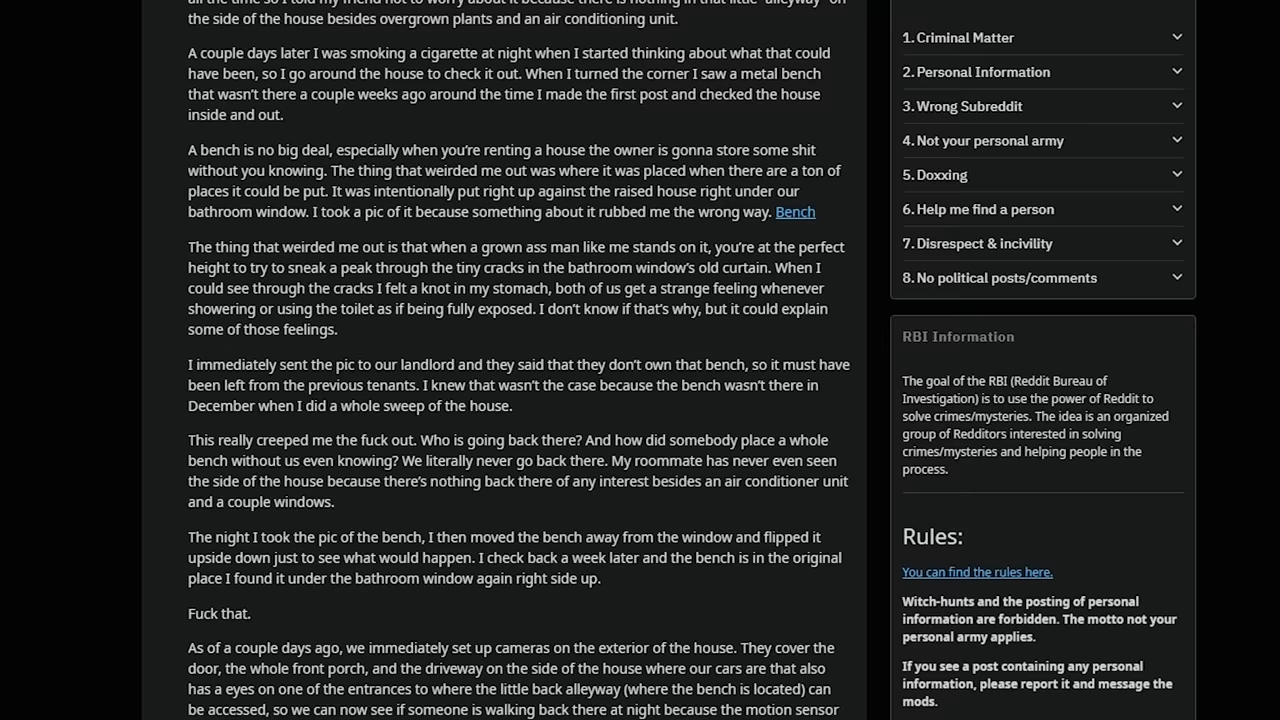 all the time so I told my friend not to worry about it because there is nothing in that little "alleyway" on
the side of the house besides overgrown plants and an air conditioning unit.
A couple days later I was smoking a cigarette at night when I started thinking about what that could
have been, so I go around the house to check it out. When I turned the corner I saw a metal bench
that wasn't there a couple weeks ago around the time I made the first post and checked the house
inside and out.
A bench is no big deal, especially when you're renting a house the owner is gonna store some shit
without you knowing. The thing that weirded me out was where it was placed when there are a ton of
places it could be put. It was intentionally put right up against the raised house right under our
bathroom window. I took a pic of it because something about it rubbed me the wrong way. Bench
The thing that weirded me out is that when a grown ass man like me stands on it, you're at the perfect
height to try to sneak a peak through the tiny cracks in the bathroom window's old curtain. When I
could see through the cracks I felt a knot in my stomach, both of us get a strange feeling whenever
showering or using the toilet as if being fully exposed. I don't know if that's why, but it could explain
some of those feelings.
I immediately sent the pic to our landlord and they said that they don't own that bench, so it must have
been left from the previous tenants. I knew that wasn't the case because the bench wasn't there in
December when I did a whole sweep of the house.
This really creeped me the fuck out. Who is going back there? And how did somebody place a whole
bench without us even knowing? We literally never go back there. My roommate has never even seen
the side of the house because there's nothing back there of any interest besides an air conditioner unit
and a couple windows.
The night I took the pic of the bench, I then moved the bench away from the window and flipped it
upside down just to see what would happen. I check back a week later and the bench is in the original
place I found it under the bathroom window again right side up.
Fuck that.
As of a couple days ago, we immediately set up cameras on the exterior of the house. They cover the
door, the whole front porch, and the driveway on the side of the house where our cars are that also
has a eyes on one of the entrances to where the little back alleyway (where the bench is located) can
be accessed, so we can now see if someone is walking back there at night because the motion sensor
1. Criminal Matter
2. Personal Information
3. Wrong Subreddit
4. Not your personal army
5. Doxxing
6. Help me find a person
7. Disrespect & incivility
8. No political posts/comments
RBI Information
The goal of the RBI (Reddit Bureau of
Investigation) is to use the power of Reddit to
solve crimes/mysteries. The idea is an organized
group of Redditors interested in solving
crimes/mysteries and helping people in the
process.
Rules:
You can find the rules here.
Witch-hunts and the posting of personal
information are forbidden. The motto not your
personal army applies.
If you see a post containing any personal
information, please report it and message the
mods.